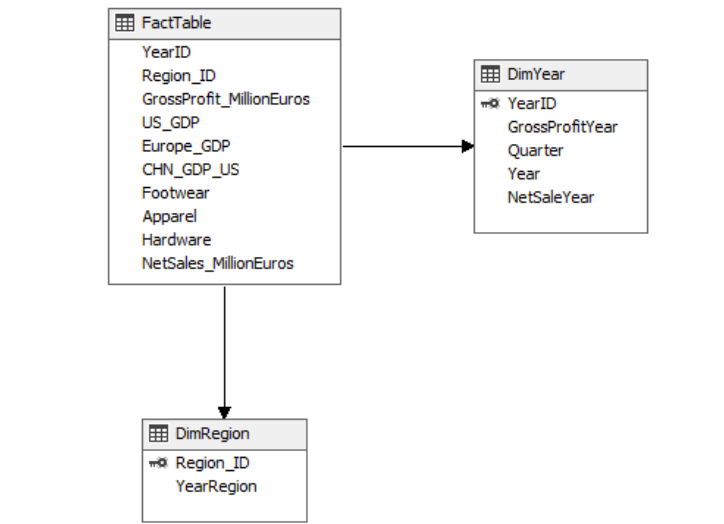 FactTable
YearID
Region_ID
GrossProfit_MillionEuros
US_GDP
Europe_GDP
CHN_GDP_US
Footwear
Apparel
Hardware
NetSales_MillionEuros
DimYear
YearID
GrossProfitYear
Quarter
Year
NetSaleYear
DimRegion
Region_ID
YearRegion